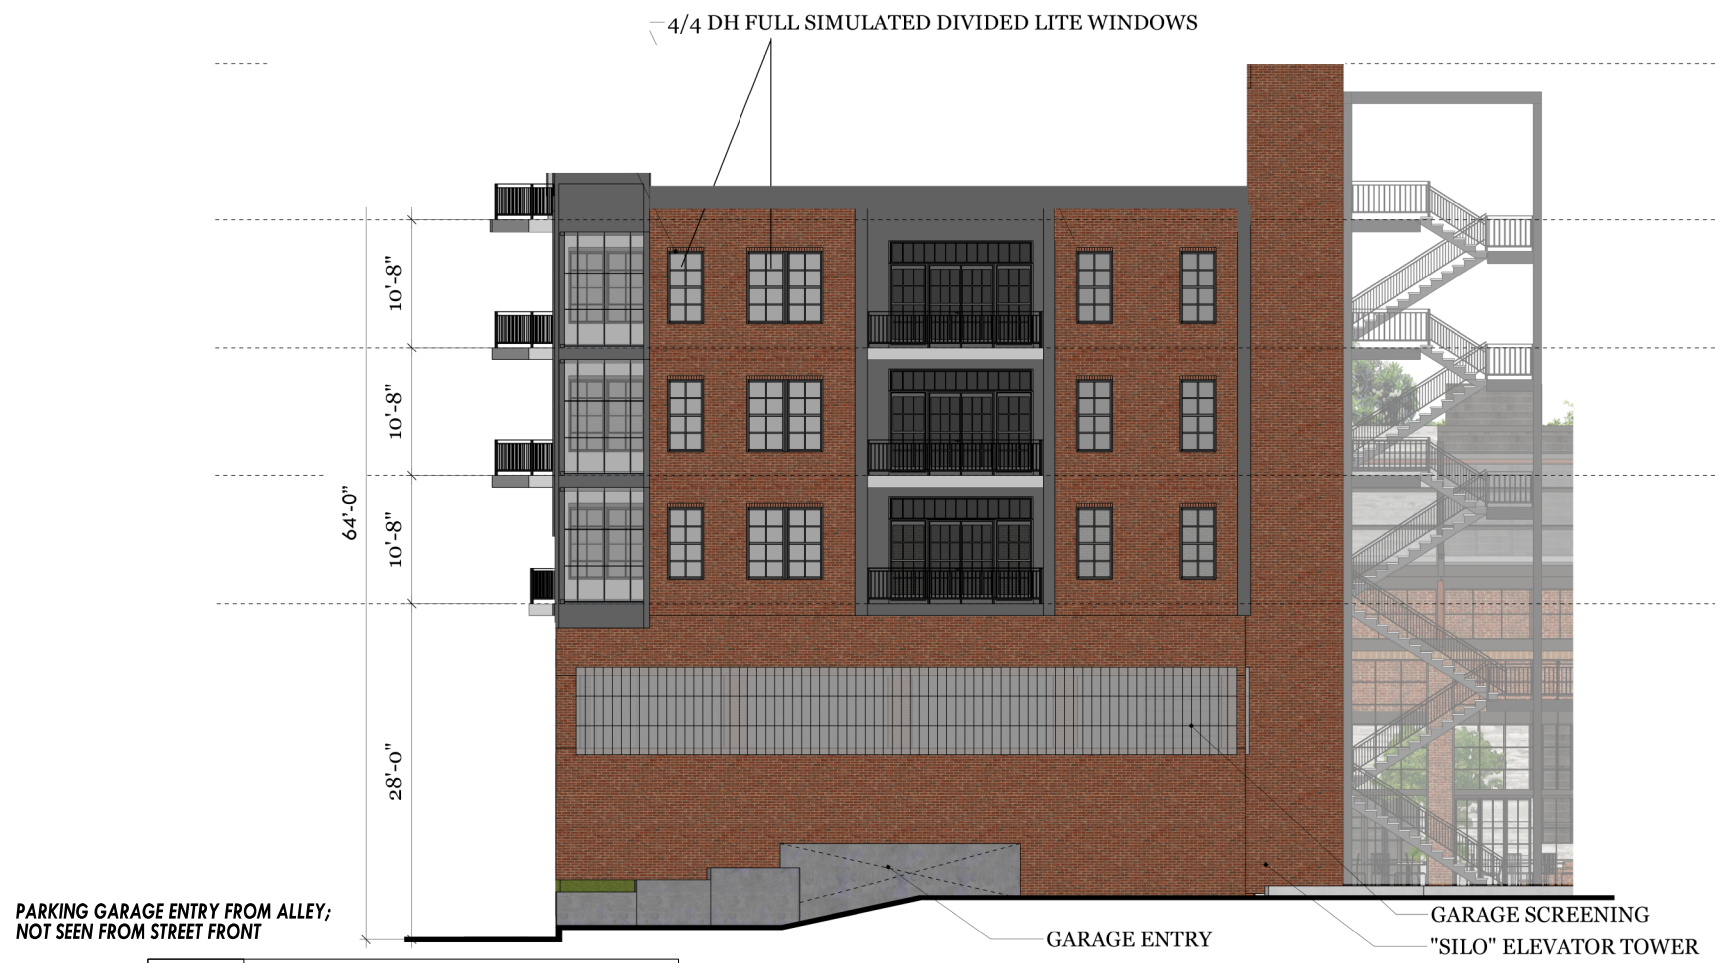 4/4 DH FULL SIMULATED DIVIDED LITE WINDOWS
10'-8"
10'-8"
64'-0"
10'-8"
28'-0"
PARKING GARAGE ENTRY FROM ALLEY;
NOT SEEN FROM STREET FRONT
GARAGE ENTRY
GARAGE SCREENING
"SILO" ELEVATOR TOWER